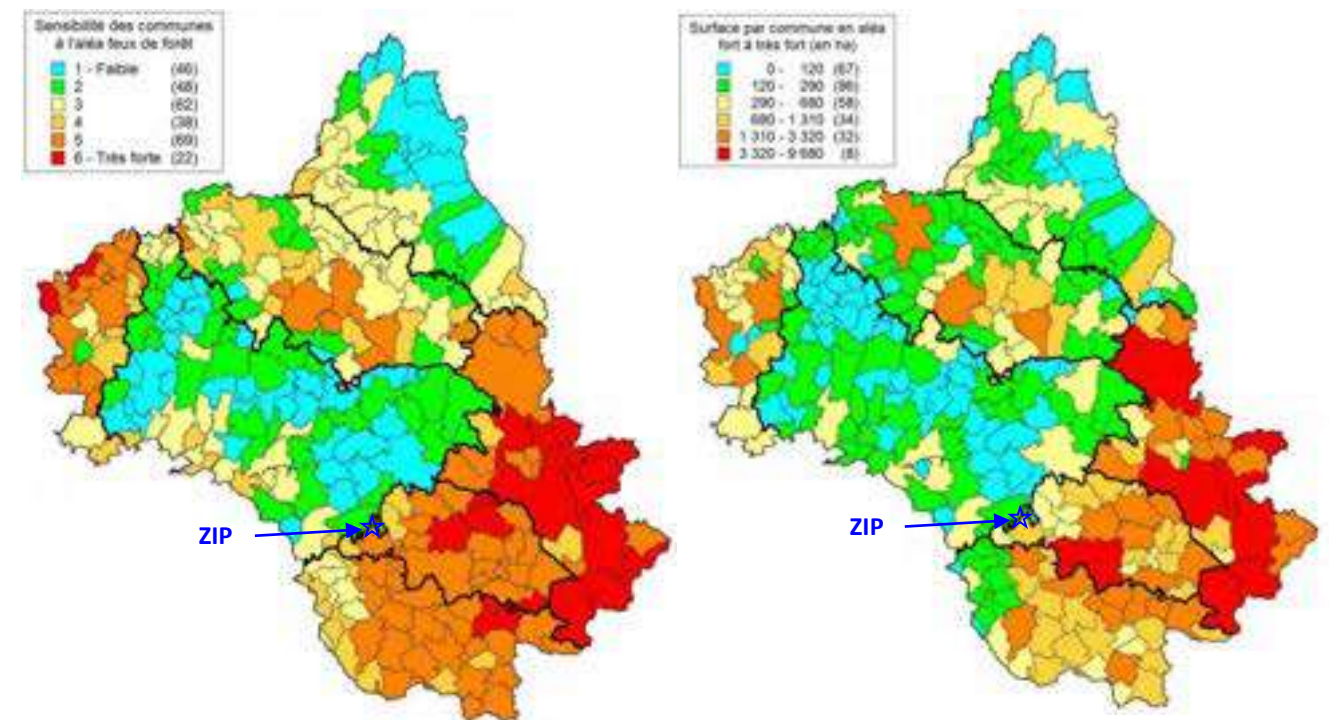 Sensibilité des communes
à l'aléa feux de forêt
1 - Faible (46)
2 (48)
3 (62)
4 (38)
5 (69)
6 - Très forte (22)
ZIP
Surface par commune en aléa
fort à très fort (en ha)
0 - 120 (67)
120 - 290 (86)
290 - 680 (58)
680 - 1 310 (34)
1 310 - 3 320 (32)
3 320 - 9 680 (8)
ZIP